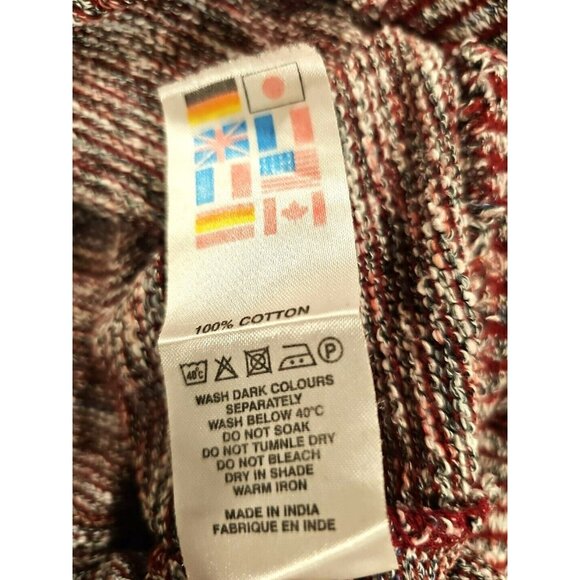 100% COTTON
40°C P
WASH DARK COLOURS
SEPARATELY
WASH BELOW 40°C
DO NOT SOAK
DO NOT TUMNLE DRY
DO NOT BLEACH
DRY IN SHADE
WARM IRON
MADE IN INDIA
FABRIQUE EN INDE